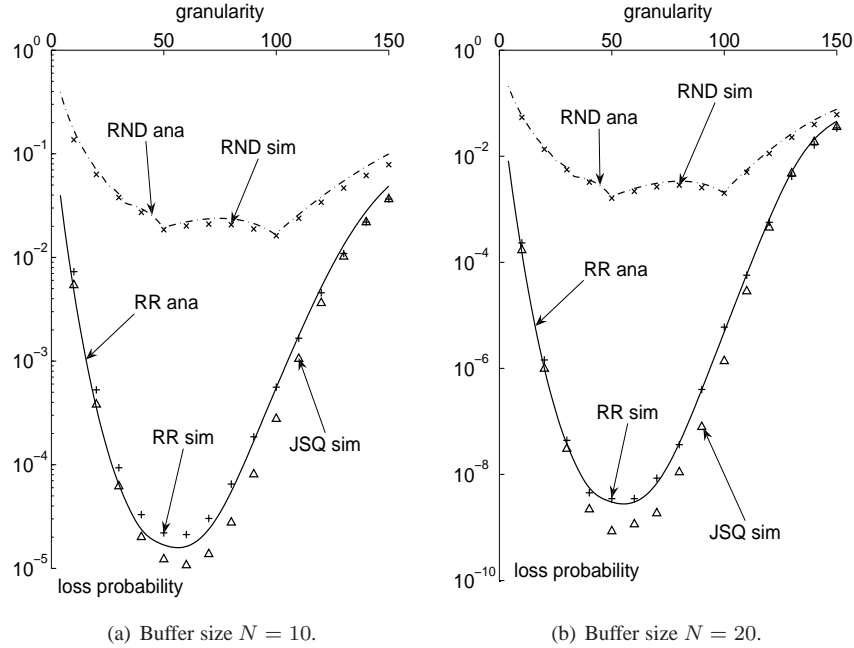 granularity
0 50 100 150
10^0
RND ana
RND sim
10^-1
10^-2
RR ana
10^-3
RR sim
JSQ sim
10^-4
10^-5
loss probability
(a) Buffer size N = 10.
granularity
0 50 100 150
10^0
RND sim
RND ana
10^-2
10^-4
RR ana
10^-6
RR sim
10^-8
JSQ sim
10^-10
loss probability
(b) Buffer size N = 20.